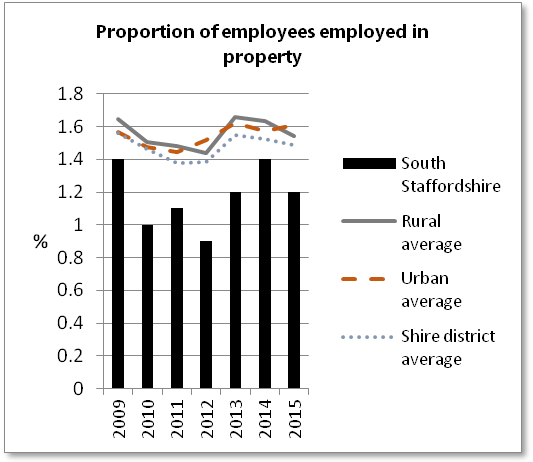 Proportion of employees employed in
property
1.8
1.6
1.4
1.2
1
0.8
0.6
0.4
0.2
0
%
2009
2010
2011
2012
2013
2014
2015
South
Staffordshire
Rural
average
Urban
average
Shire district
average